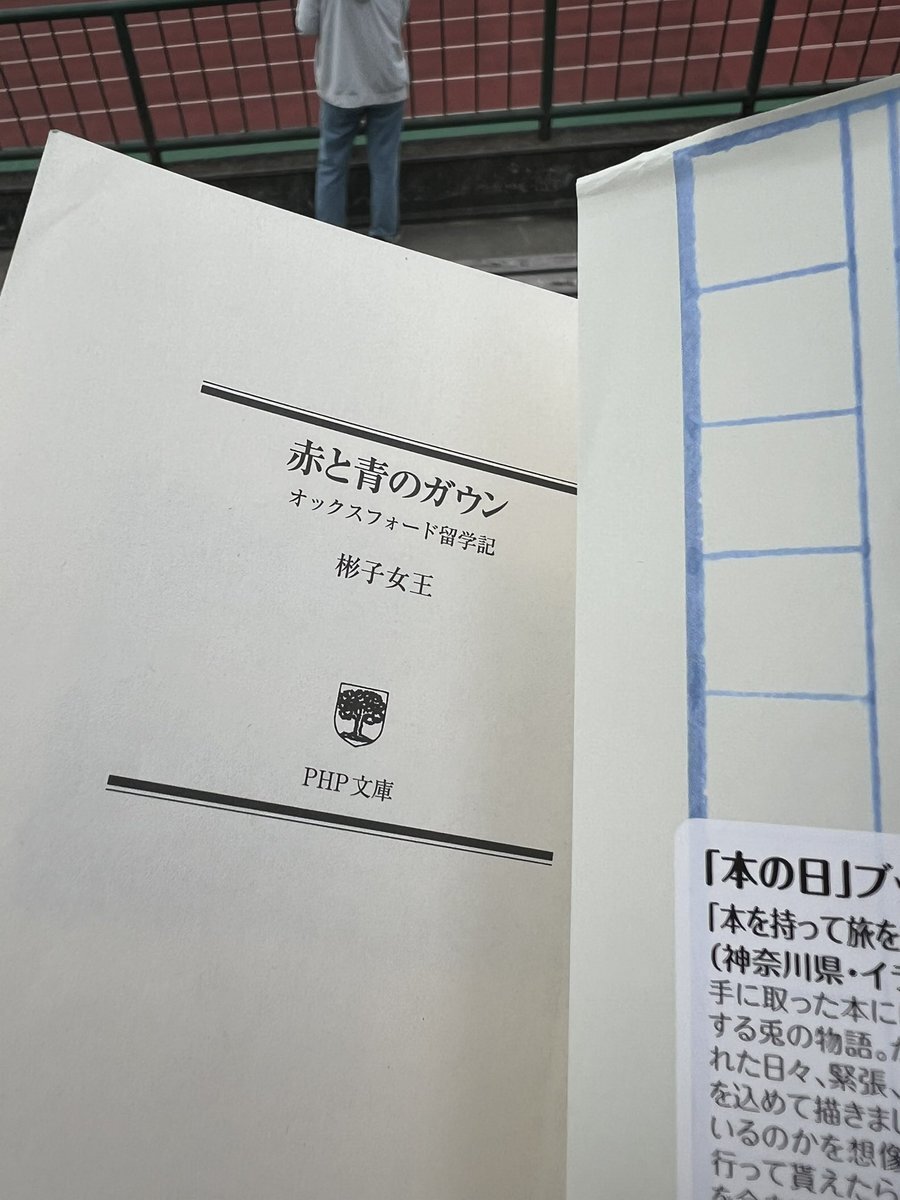 赤と青のガウン
オックスフォード留学記
彬子女王
PHP文庫
「本の日」ブッ
「本を持って旅を
(神奈川県・イラ
手に取った本に
する兎の物語。
れた日々、緊張、
を込めて描きまし
いるのかを想像
行って貰えたら